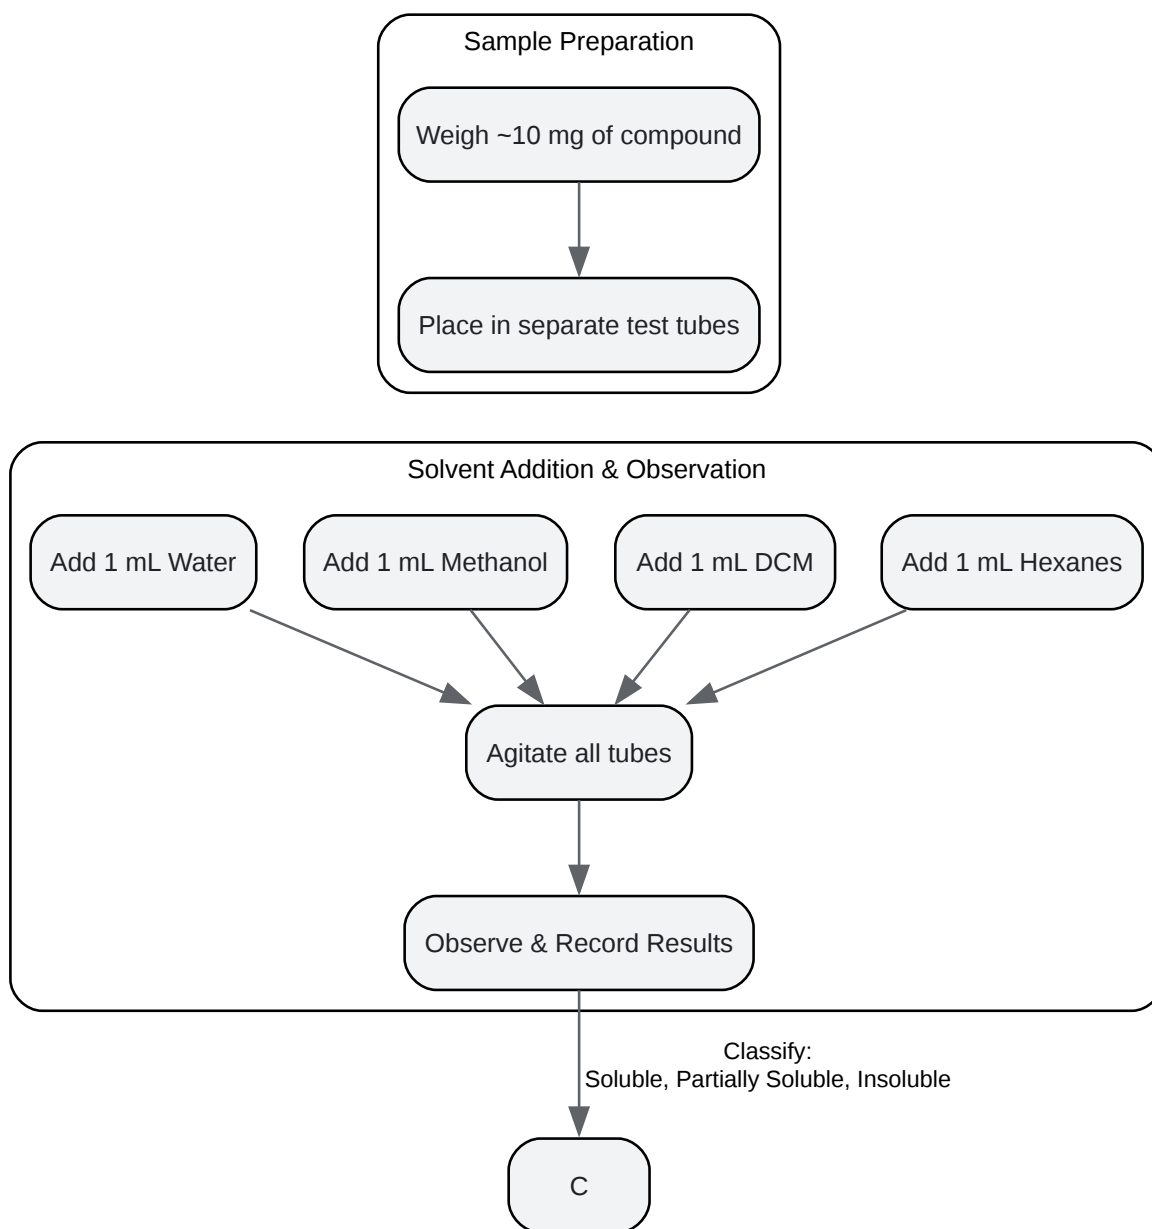 Sample Preparation
Weigh ~10 mg of compound
Place in separate test tubes
Solvent Addition & Observation
Add 1 mL Water
Add 1 mL Methanol
Add 1 mL DCM
Add 1 mL Hexanes
Agitate all tubes
Observe & Record Results
Classify:
Soluble, Partially Soluble, Insoluble
C